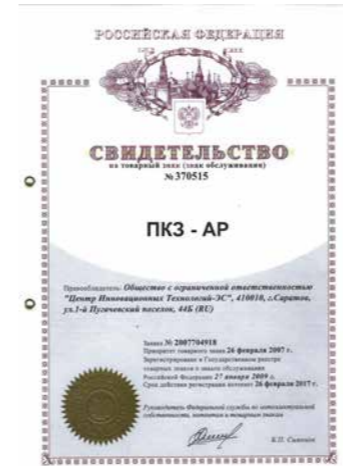 РОССИЙСКАЯ ФЕДЕРАЦИЯ
СВИДЕТЕЛЬСТВО
на товарный знак (знак обслуживания)
№ 370515
ПКЗ - АР
Правообладатель: Общество с ограниченной ответственностью
"Центр Инновационных Технологий-ЭС", 410010, г.Саратов,
ул.1-й Пугачевский поселок, 44Б (RU)
Заявка № 2007704918
Приоритет товарного знака 26 февраля 2007 г.
Зарегистрировано в Государственном реестре
товарных знаков и знаков обслуживания
Российской Федерации 27 января 2009 г.
Срок действия регистрации истекает 26 февраля 2017 г.
Руководитель Федеральной службы по интеллектуальной
собственности, патентам и товарным знакам
Б.П. Симонов